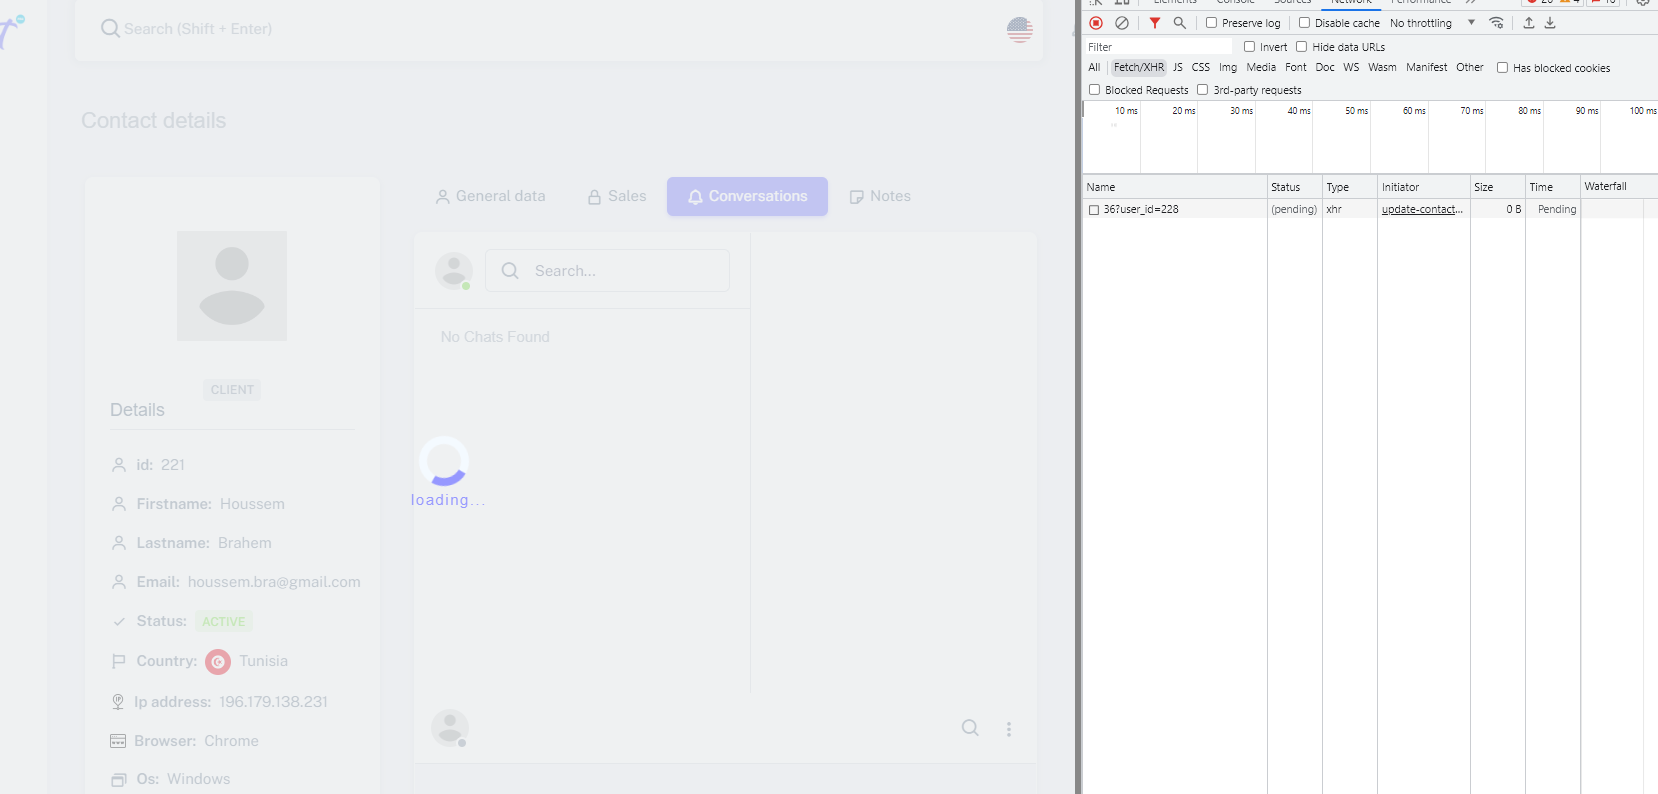 Search (Shift + Enter)
Contact details
General data
Sales
Conversations
Notes
Search...
No Chats Found
CLIENT
Details
id: 221
Firstname: Houssem
Lastname: Brahem
Email: houssem.bra@gmail.com
Status: ACTIVE
Country: Tunisia
Ip address: 196.179.138.231
Browser: Chrome
Os: Windows
loading...
Elements Console Sources Network Performance
Preserve log Disable cache No throttling
Filter Invert Hide data URLs
All Fetch/XHR JS CSS Img Media Font Doc WS Wasm Manifest Other Has blocked cookies
Blocked Requests 3rd-party requests
10 ms 20 ms 30 ms 40 ms 50 ms 60 ms 70 ms 80 ms 90 ms 100 ms
Name Status Type Initiator Size Time Waterfall
36?user_id=228 (pending) xhr update-contact... 0 B Pending